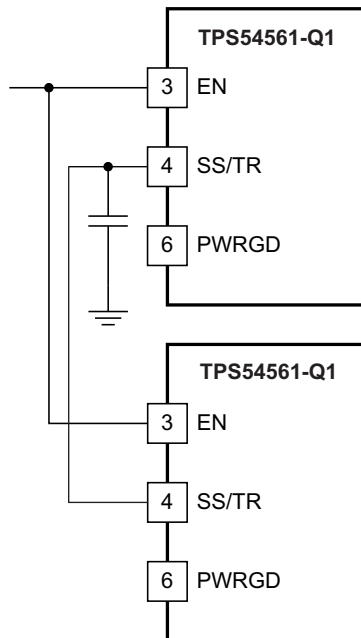 TPS54561-Q1
3 EN
4 SS/TR
6 PWRGD
TPS54561-Q1
3 EN
4 SS/TR
6 PWRGD